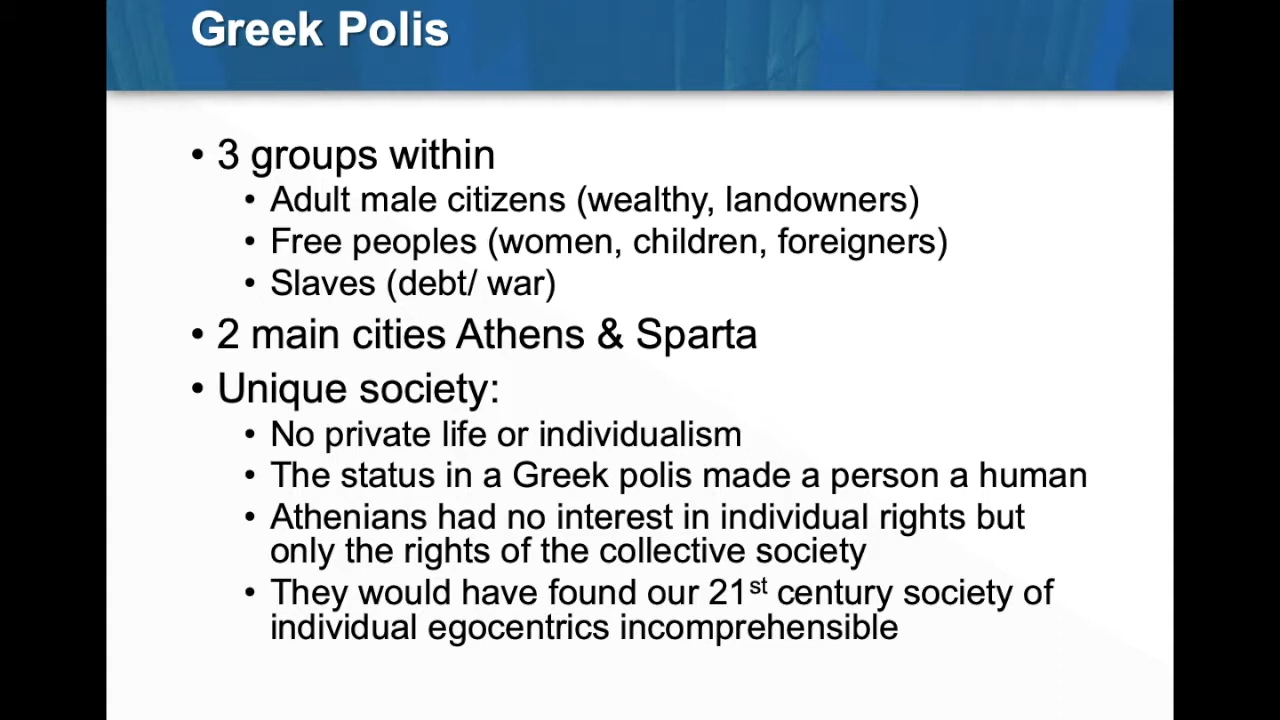 Greek Polis
• 3 groups within
• Adult male citizens (wealthy, landowners)
• Free peoples (women, children, foreigners)
• Slaves (debt/ war)
• 2 main cities Athens & Sparta
• Unique society:
• No private life or individualism
• The status in a Greek polis made a person a human
• Athenians had no interest in individual rights but
only the rights of the collective society
• They would have found our 21st century society of
individual egocentrics incomprehensible